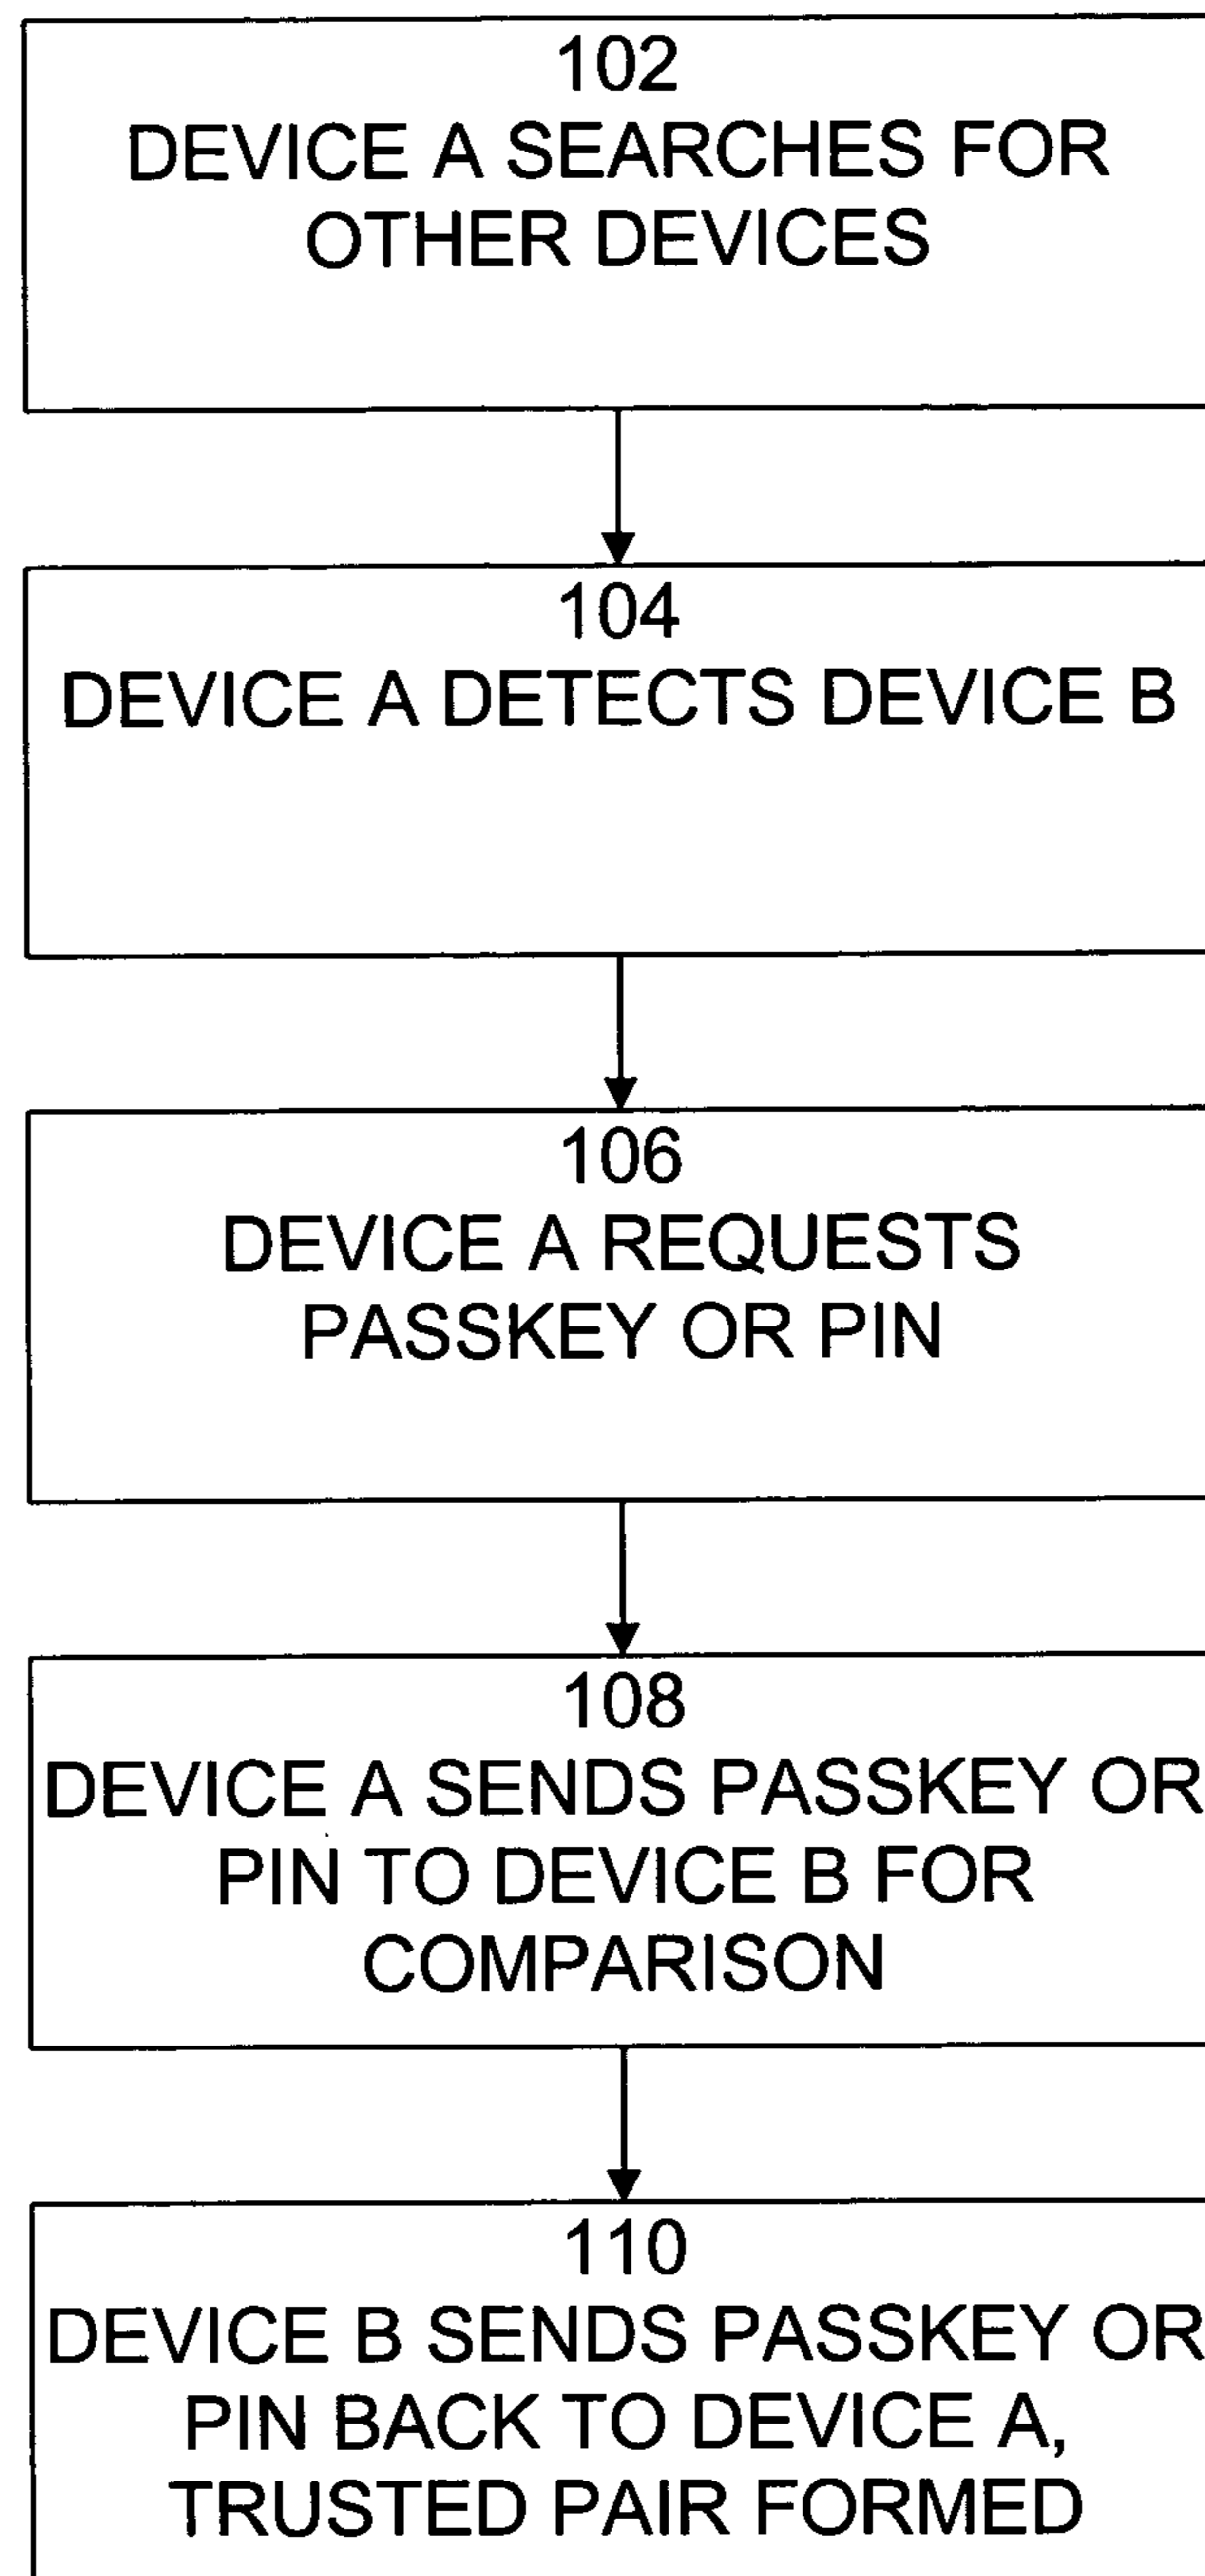 102
DEVICE A SEARCHES FOR
OTHER DEVICES
104
DEVICE A DETECTS DEVICE B
106
DEVICE A REQUESTS
PASSKEY OR PIN
108
DEVICE A SENDS PASSKEY OR
PIN TO DEVICE B FOR
COMPARISON
110
DEVICE B SENDS PASSKEY OR
PIN BACK TO DEVICE A,
TRUSTED PAIR FORMED